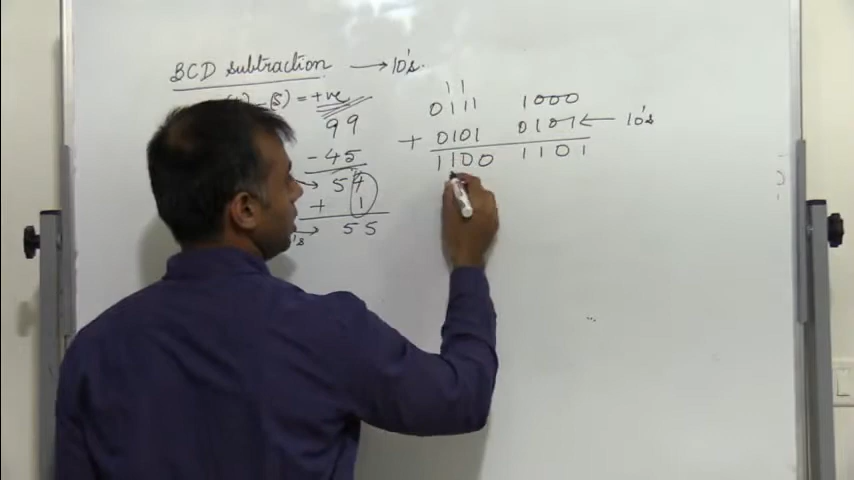 BCD Subtraction → 10's.
(S) = +ve
99
- 45
→ 54
+ 1
's → 55
11
0111 1000
+ 0101 0101 ← 10's
1100 1101